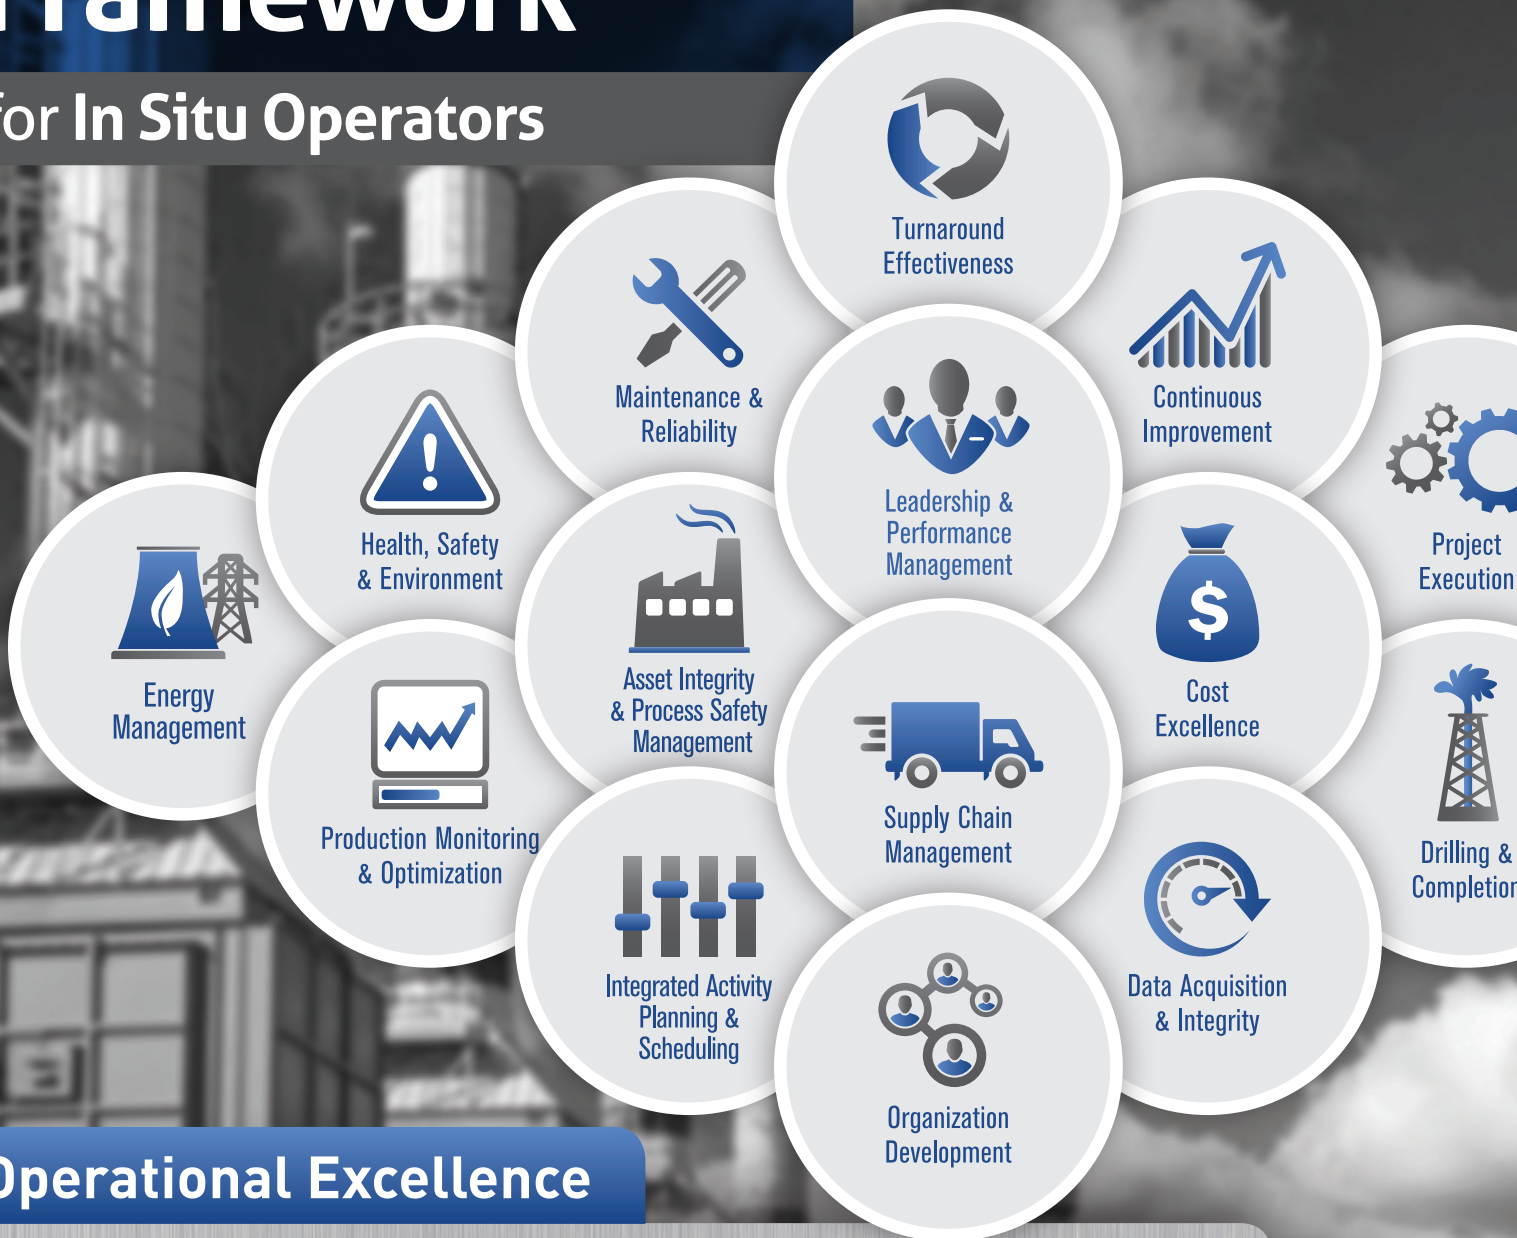 Framework
for In Situ Operators
Turnaround
Effectiveness
Maintenance &
Reliability
Continuous
Improvement
Health, Safety
& Environment
Leadership &
Performance
Management
Project
Execution
Energy
Management
Asset Integrity
& Process Safety
Management
Cost
Excellence
Production Monitoring
& Optimization
Supply Chain
Management
Drilling &
Completion
Integrated Activity
Planning &
Scheduling
Data Acquisition
& Integrity
Organization
Development
Operational Excellence
$